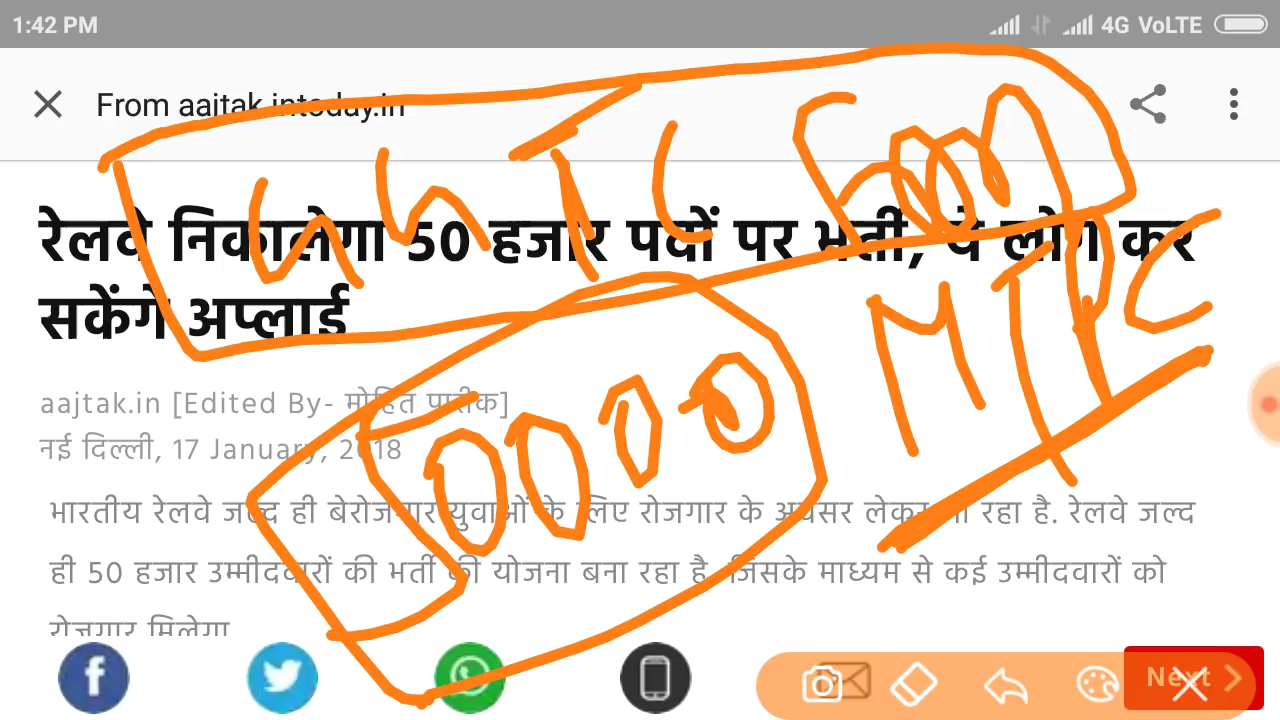 1:42 PM 4G VoLTE
From aajtak.intoday.in
रेलवे निकालेगा 50 हजार पदों पर भर्ती, ये लोग कर
सकेंगे अप्लाई
aajtak.in [Edited By- मोहित पारीक]
नई दिल्ली, 17 January, 2018
भारतीय रेलवे जल्द ही बेरोजगार युवाओं के लिए रोजगार के अवसर लेकर आ रहा है. रेलवे जल्द
ही 50 हजार उम्मीदवारों की भर्ती की योजना बना रहा है, जिसके माध्यम से कई उम्मीदवारों को
रोजगार मिलेगा
Next